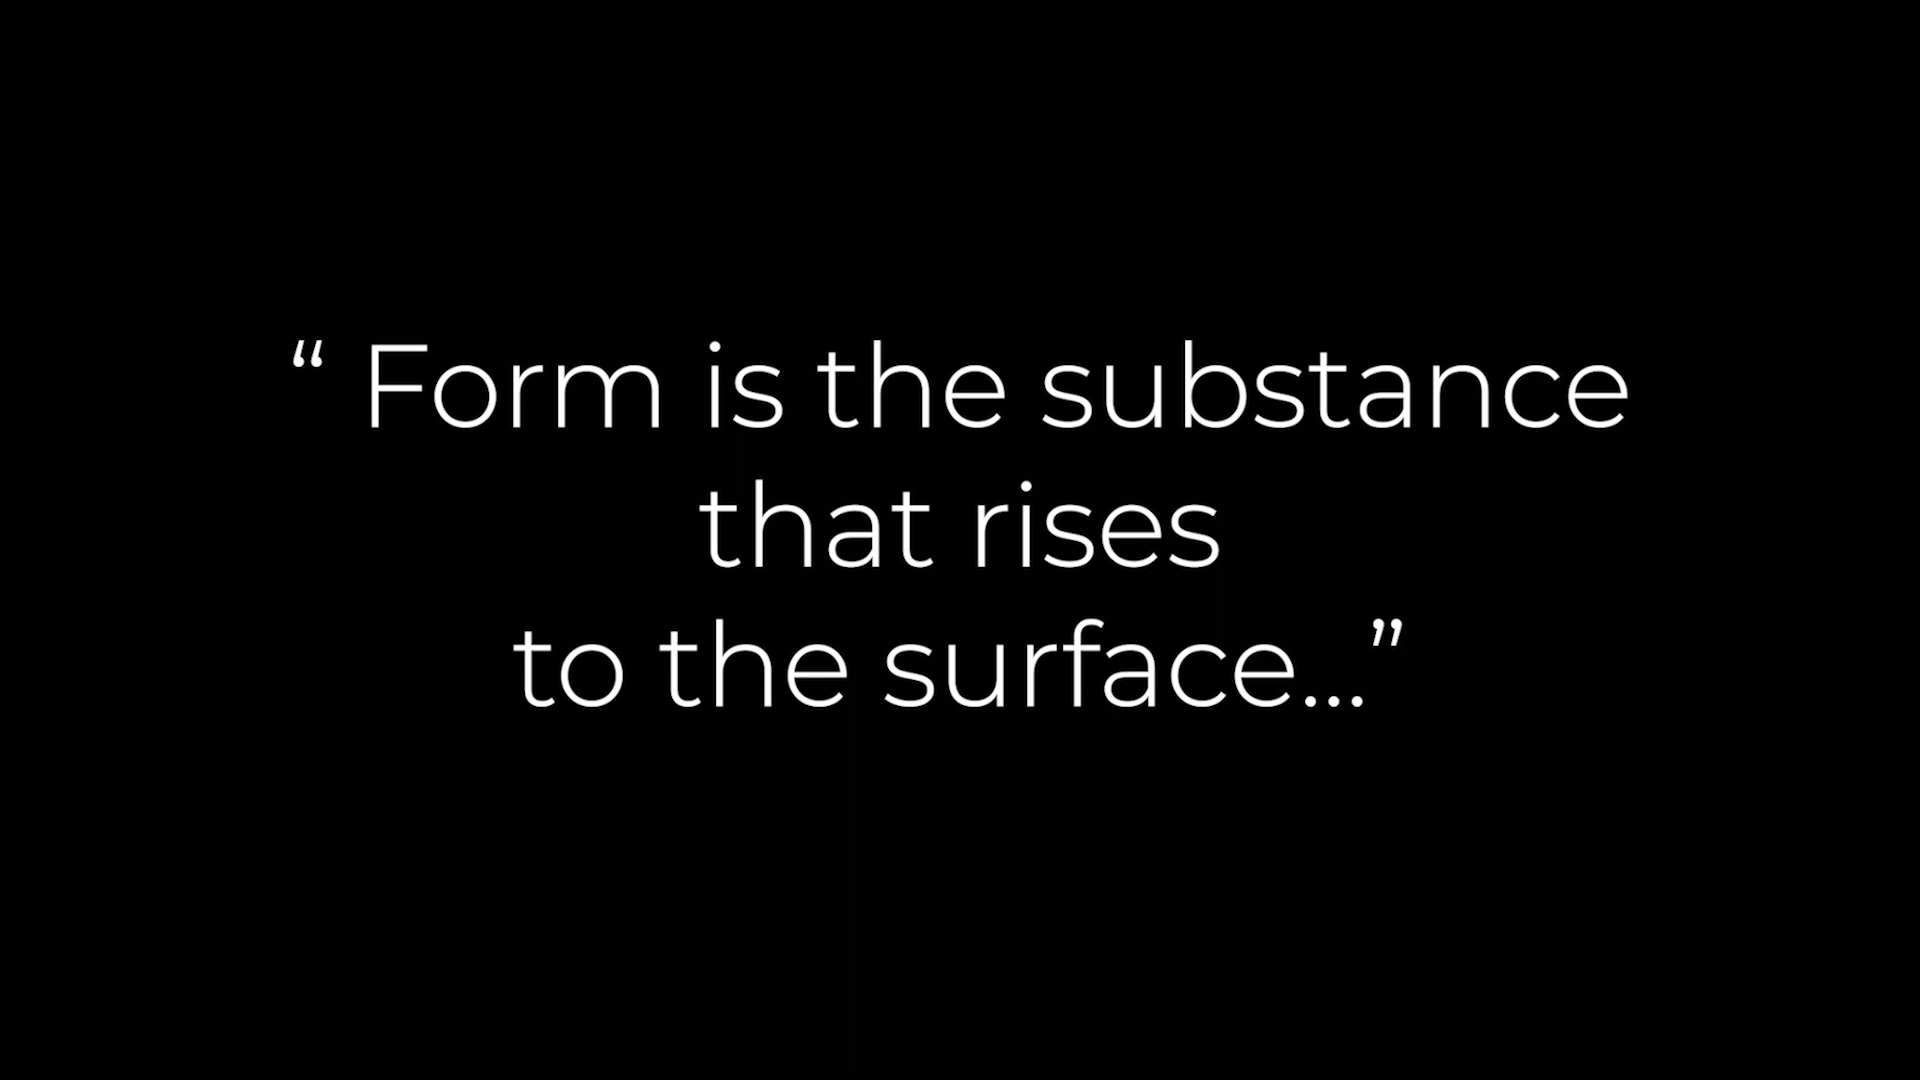 “ Form is the substance
that rises
to the surface...”